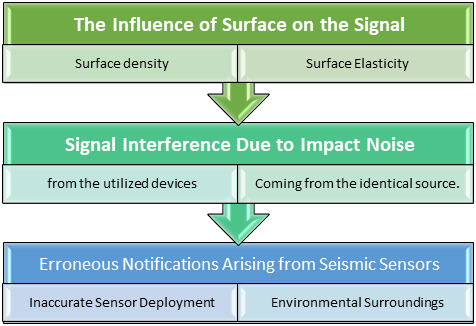 The Influence of Surface on the Signal
Surface density
Surface Elasticity
Signal Interference Due to Impact Noise
from the utilized devices
Coming from the identical source.
Erroneous Notifications Arising from Seismic Sensors
Inaccurate Sensor Deployment
Environmental Surroundings